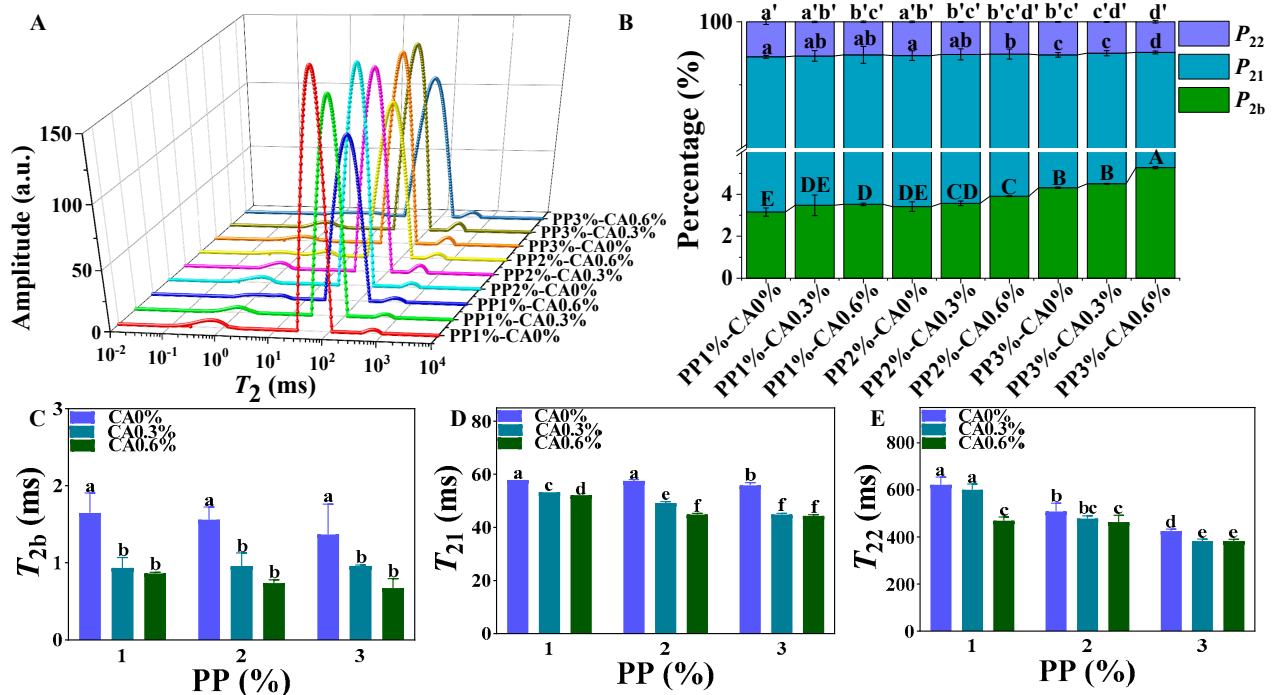 A
Amplitude (a.u.)
150
100
50
0
10-2
10-1
100
102
103
104
T2 (ms)
PP3%-CA0.6%
PP3%-CA0.3%
PP3%-CA0%
PP2%-CA0.6%
PP2%-CA0.3%
PP2%-CA0%
PP1%-CA0.6%
PP1%-CA0.3%
PP1%-CA0%
B
Percentage (%)
100
4
2
0
a' a'b' b'c' a'b' b'c' b'c'd' b'c' c'd' d'
a ab ab a ab b c c d
E DE D DE CD C B B A
P22
P21
P2b
PP1%-CA0%
PP1%-CA0.3%
PP1%-CA0.6%
PP2%-CA0%
PP2%-CA0.3%
PP2%-CA0.6%
PP3%-CA0%
PP3%-CA0.3%
PP3%-CA0.6%
C
CA0%
CA0.3%
CA0.6%
T2b (ms)
3
2
1
0
a b b a b b a b b
1 2 3
PP (%)
D
CA0%
CA0.3%
CA0.6%
T21 (ms)
80
60
40
20
0
a c d a e f b f f
1 2 3
PP (%)
E
CA0%
CA0.3%
CA0.6%
T22 (ms)
800
600
400
200
0
a a c b bc c d e e
1 2 3
PP (%)